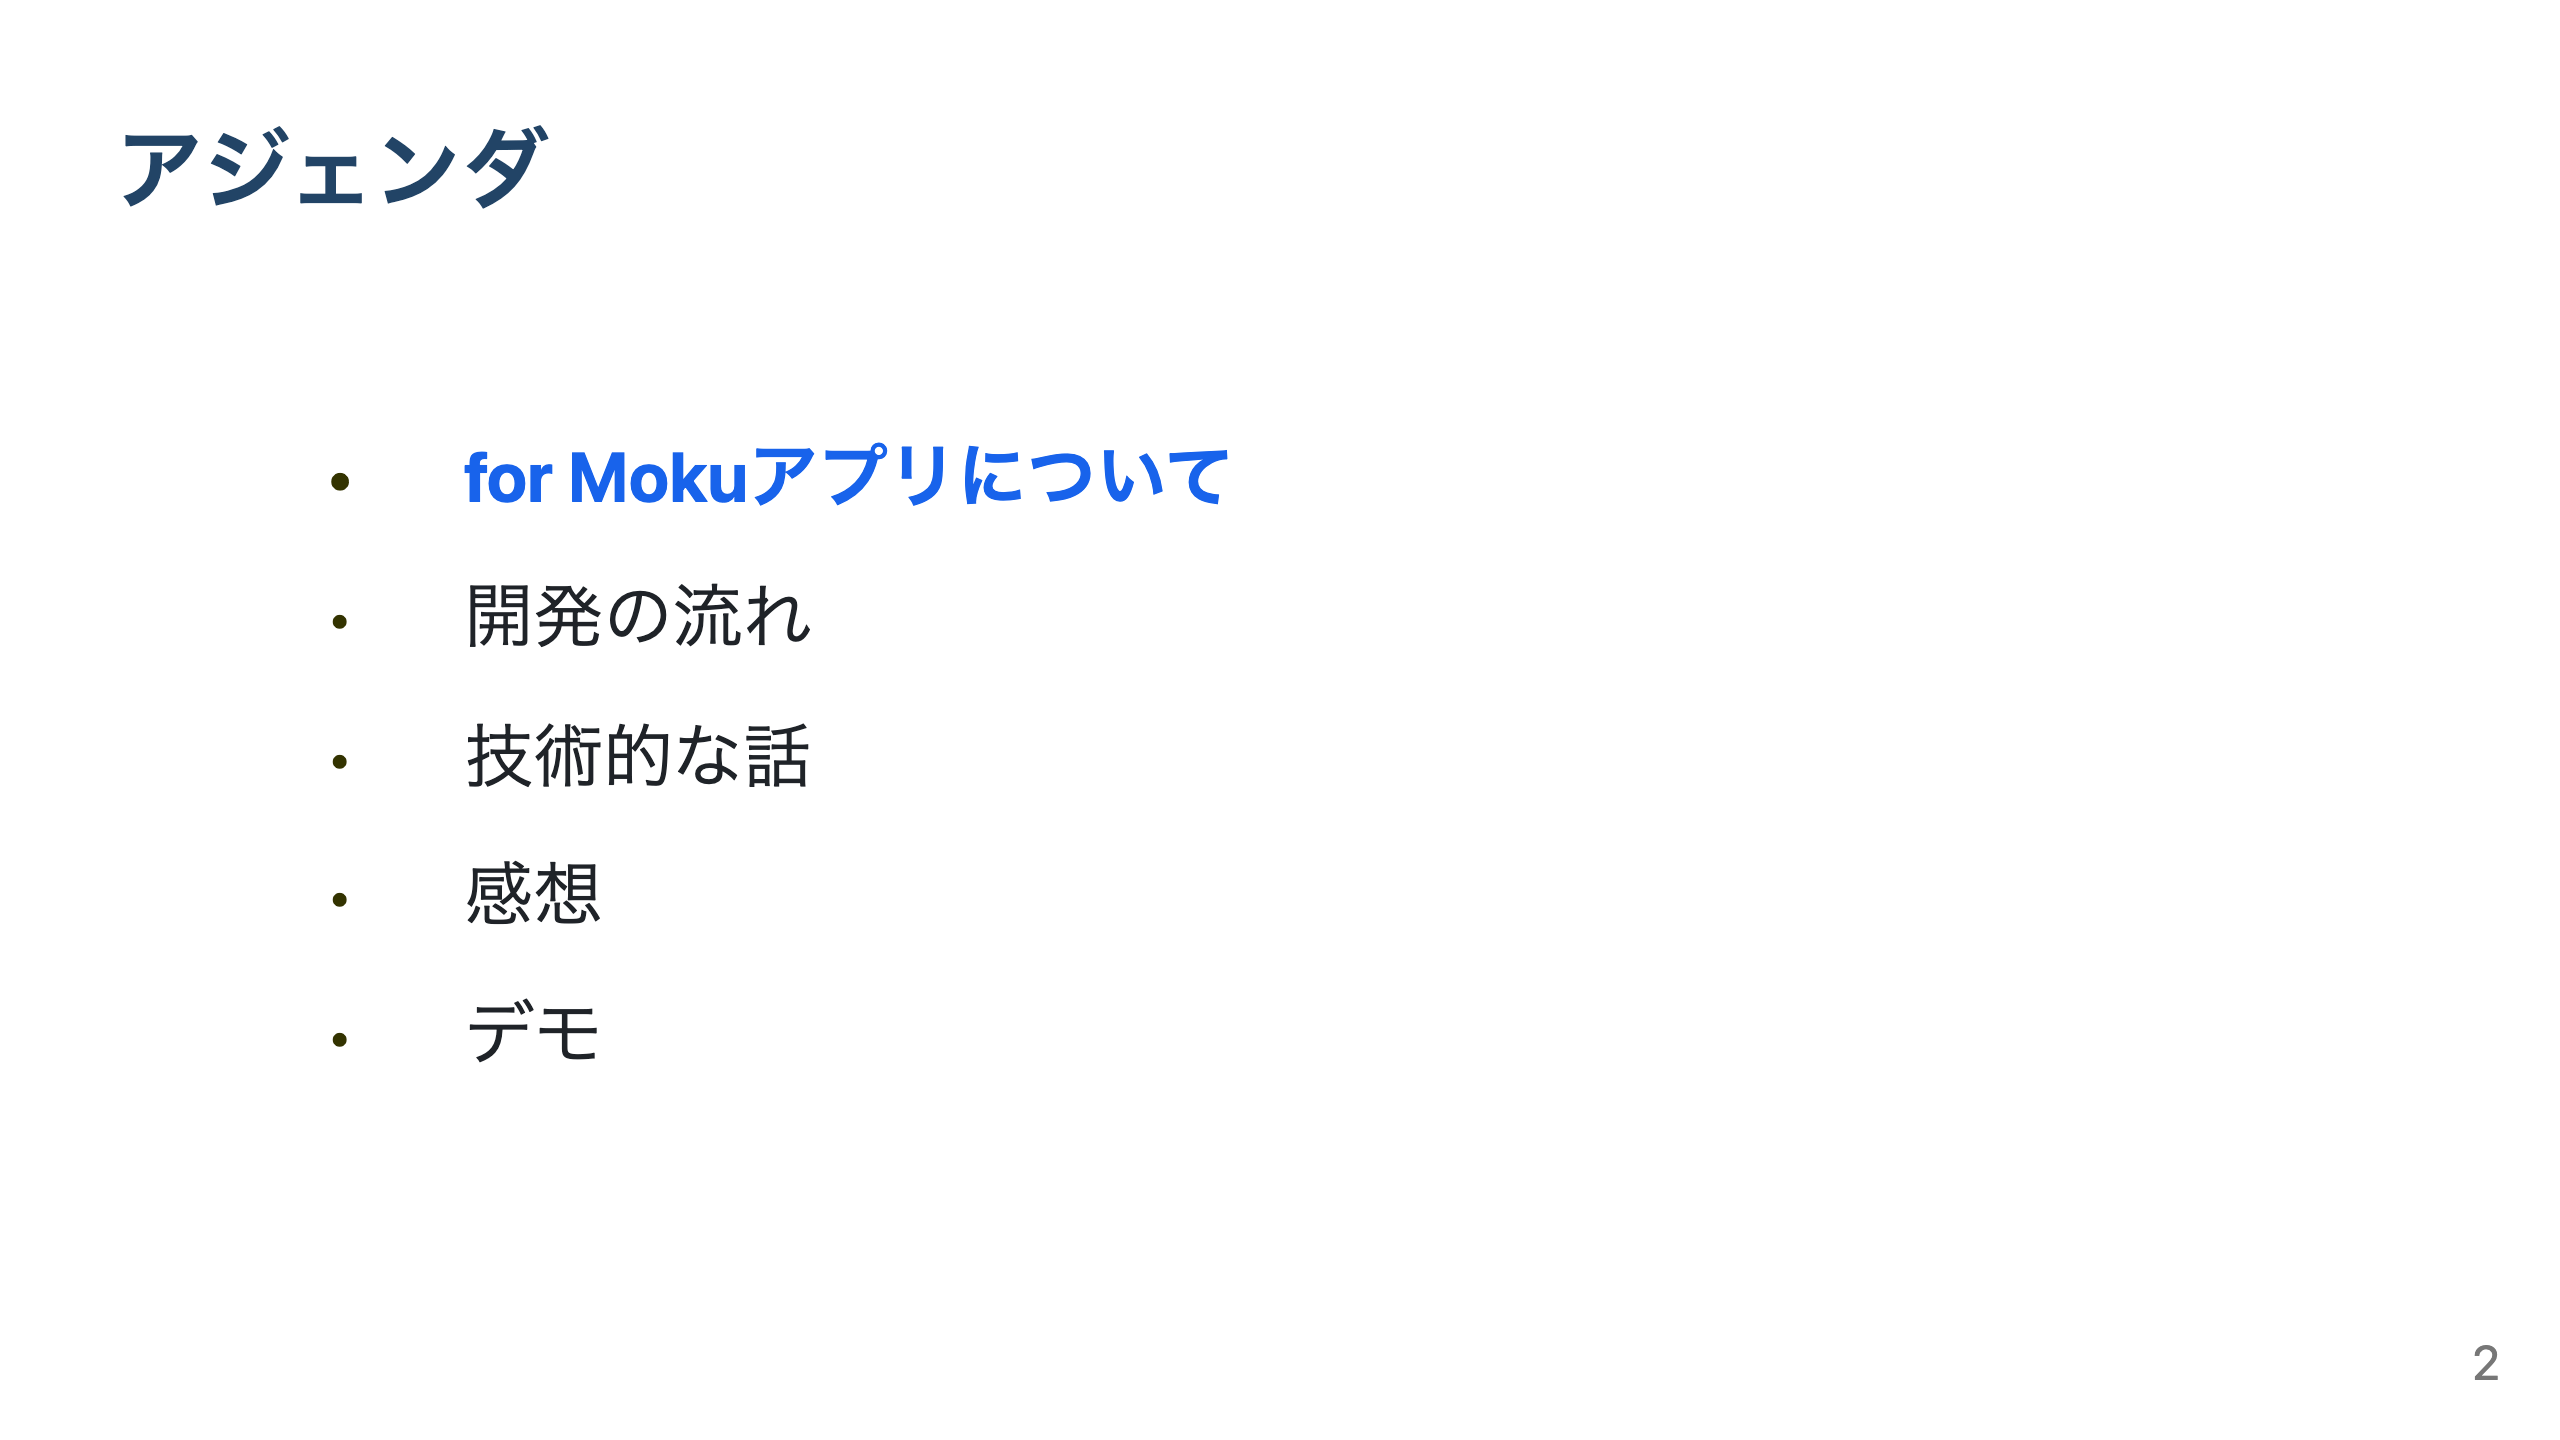 アジェンダ
• for Mokuアプリについて
• 開発の流れ
• 技術的な話
• 感想
• デモ
2